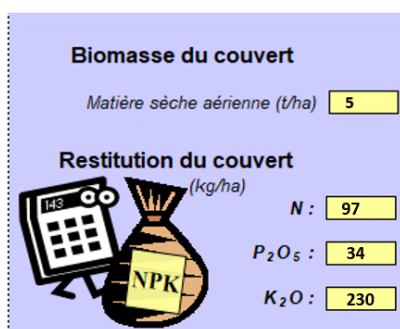 Biomasse du couvert
Matière sèche aérienne (t/ha) 5
Restitution du couvert
(kg/ha)
143
N : 97
P₂O₅ : 34
NPK
K₂O : 230